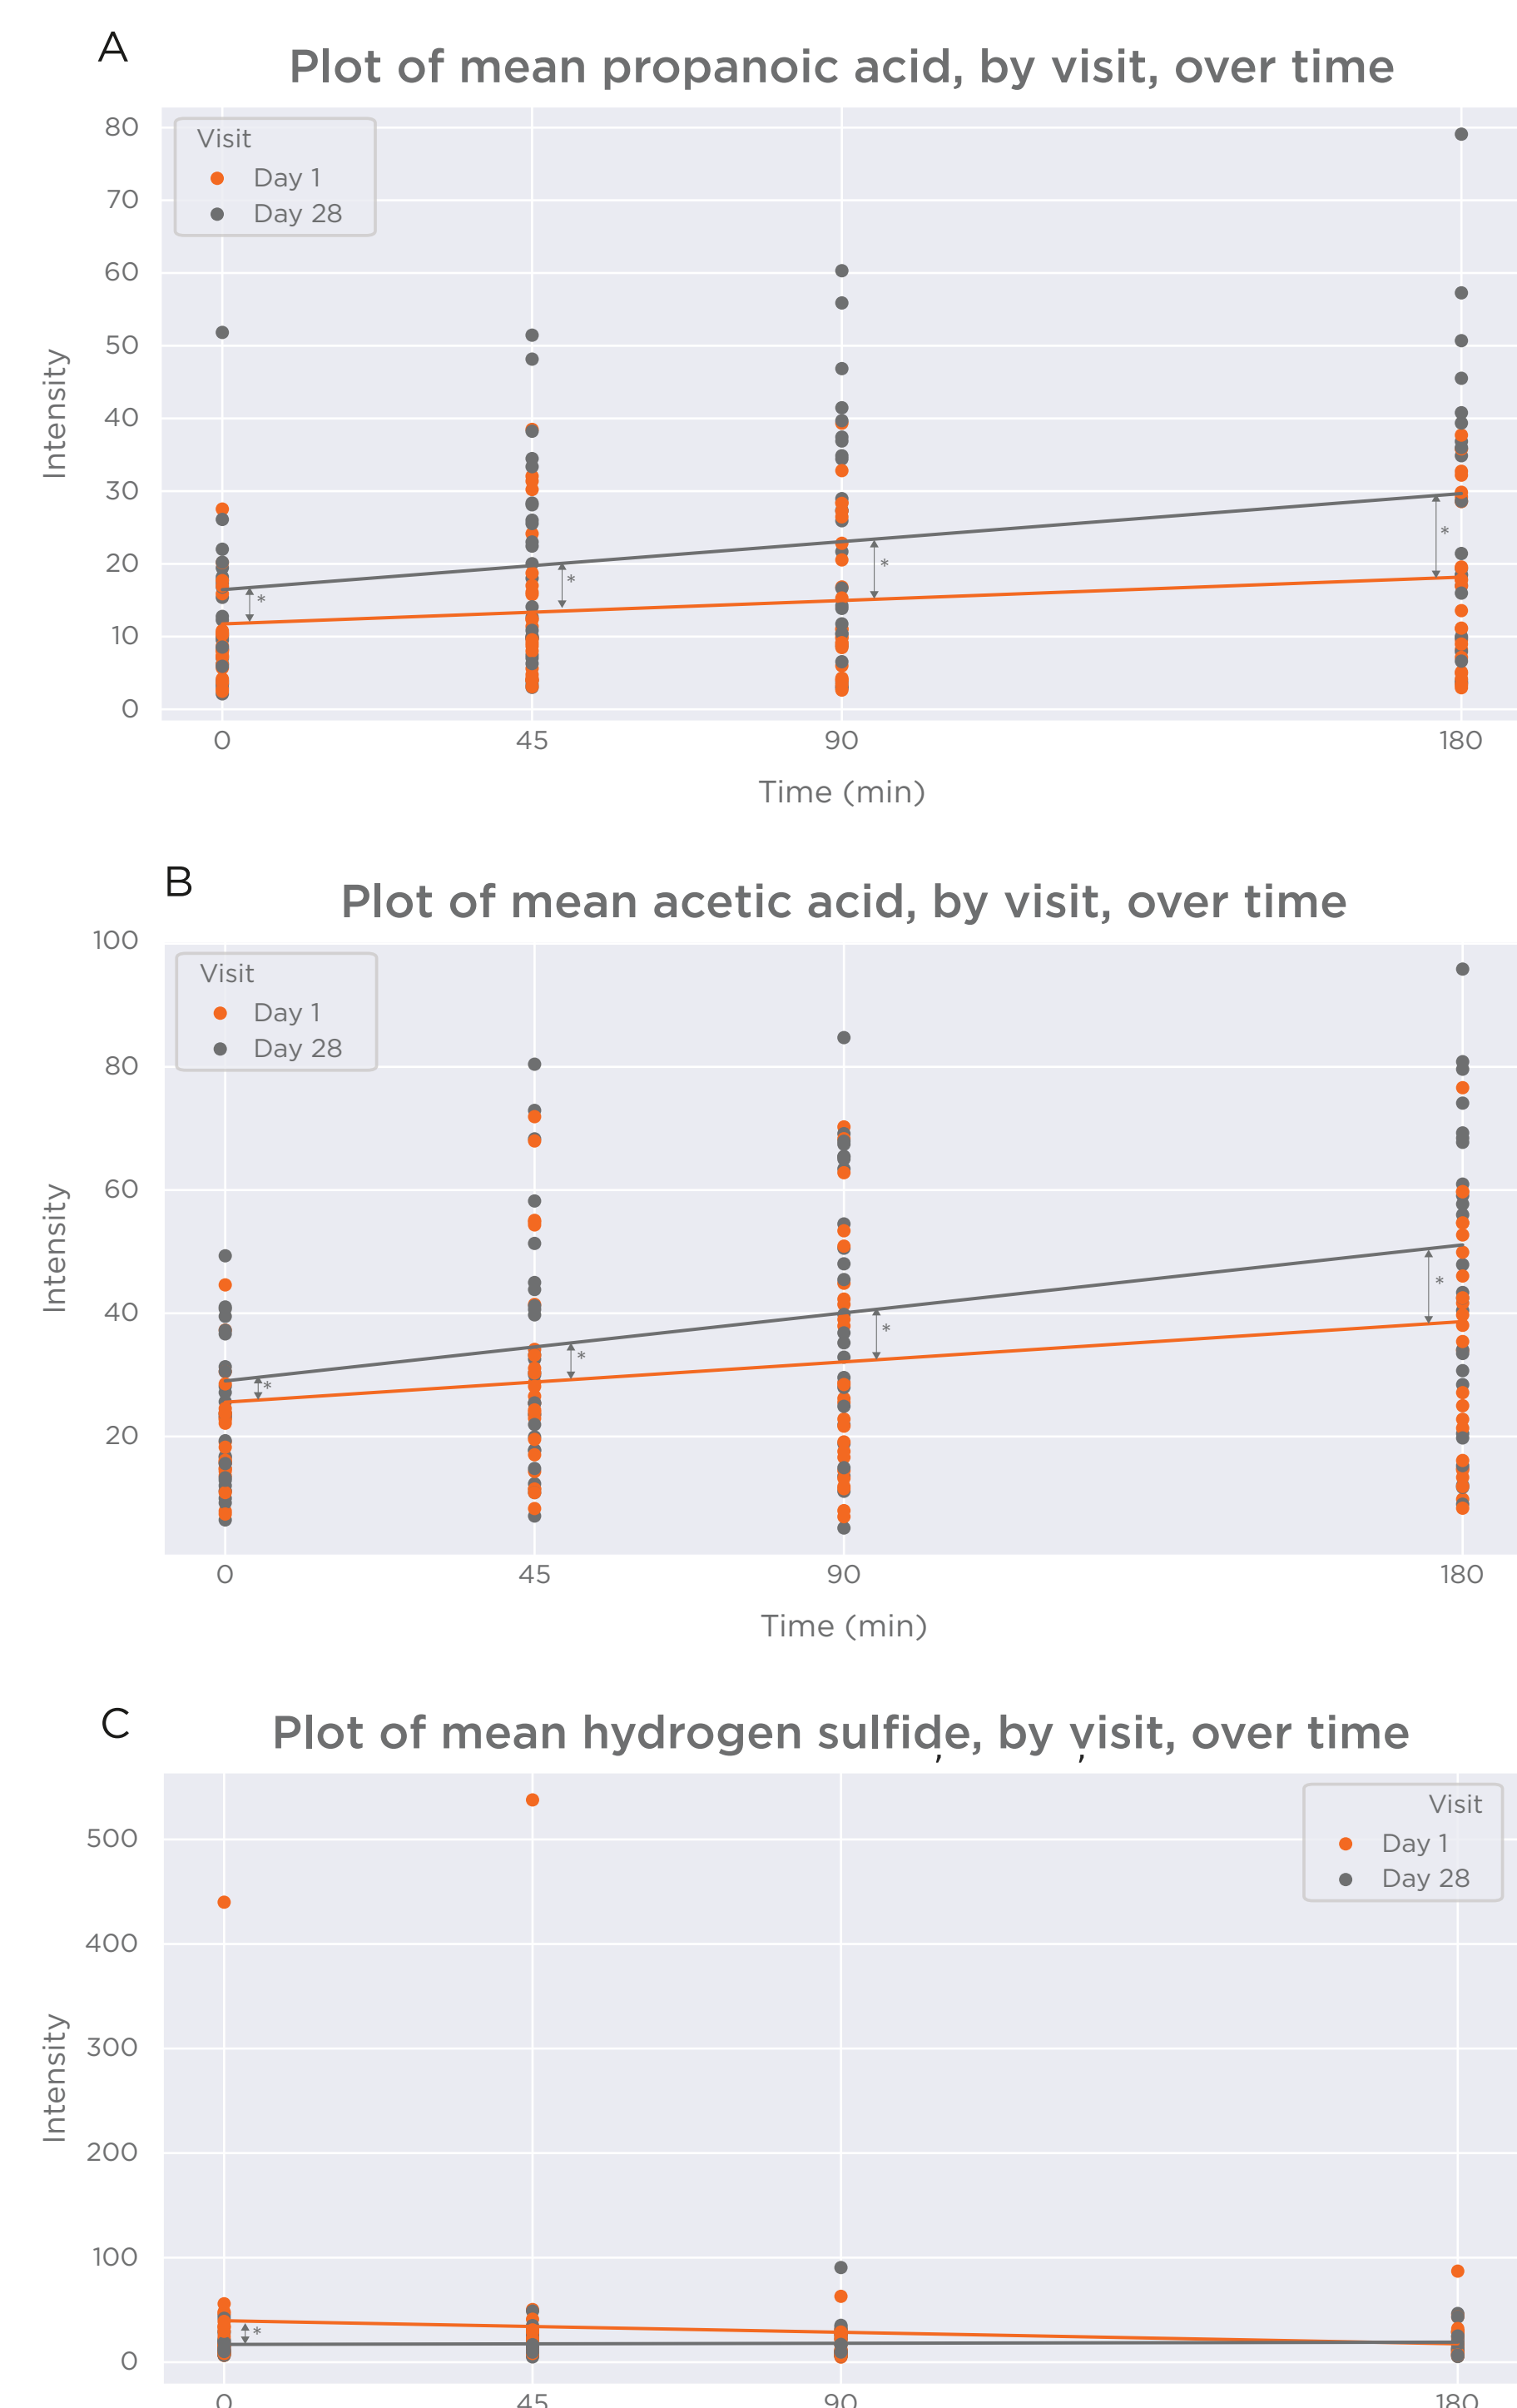 A
Plot of mean propanoic acid, by visit, over time
80
70
60
50
40
30
20
10
0
Intensity
Visit
Day 1
Day 28
*
*
*
*
0 45 90 180
Time (min)
B
Plot of mean acetic acid, by visit, over time
100
80
60
40
20
Intensity
Visit
Day 1
Day 28
*
*
*
*
0 45 90 180
Time (min)
C
Plot of mean hydrogen sulfide, by visit, over time
, ,
500
400
300
200
100
0
Intensity
Visit
Day 1
Day 28
*
0 45 90 180